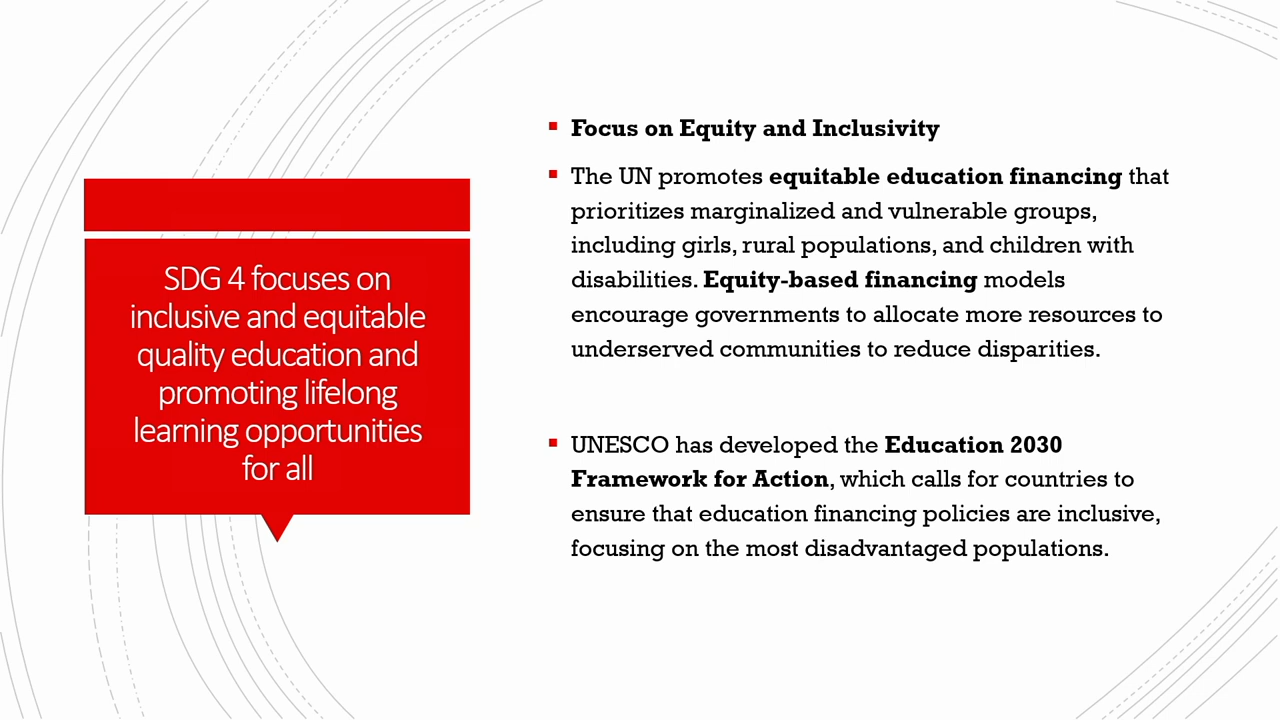 SDG 4 focuses on
inclusive and equitable
quality education and
promoting lifelong
learning opportunities
for all
Focus on Equity and Inclusivity
The UN promotes equitable education financing that
prioritizes marginalized and vulnerable groups,
including girls, rural populations, and children with
disabilities. Equity-based financing models
encourage governments to allocate more resources to
underserved communities to reduce disparities.
UNESCO has developed the Education 2030
Framework for Action, which calls for countries to
ensure that education financing policies are inclusive,
focusing on the most disadvantaged populations.